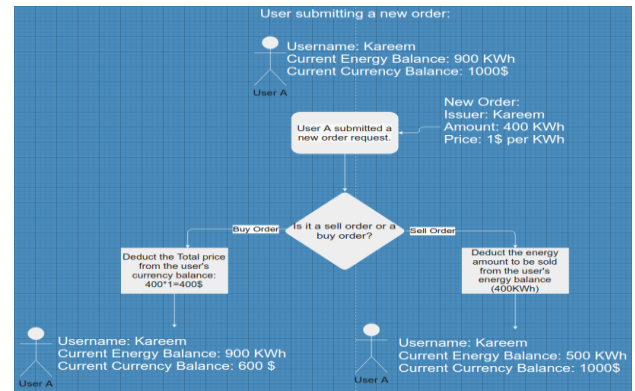 User submitting a new order:
Username: Kareem
Current Energy Balance: 900 KWh
Current Currency Balance: 1000$
User A
New Order:
Issuer: Kareem
Amount: 400 KWh
Price: 1$ per KWh
User A submitted a
new order request.
Is it a sell order or a
buy order?
Buy Order
Sell Order
Deduct the Total price
from the user's
currency balance:
400*1=400$
Deduct the energy
amount to be sold
from the user's
energy balance
(400KWh)
Username: Kareem
Current Energy Balance: 900 KWh
Current Currency Balance: 600 $
User A
Username: Kareem
Current Energy Balance: 500 KWh
Current Currency Balance: 1000$
User A